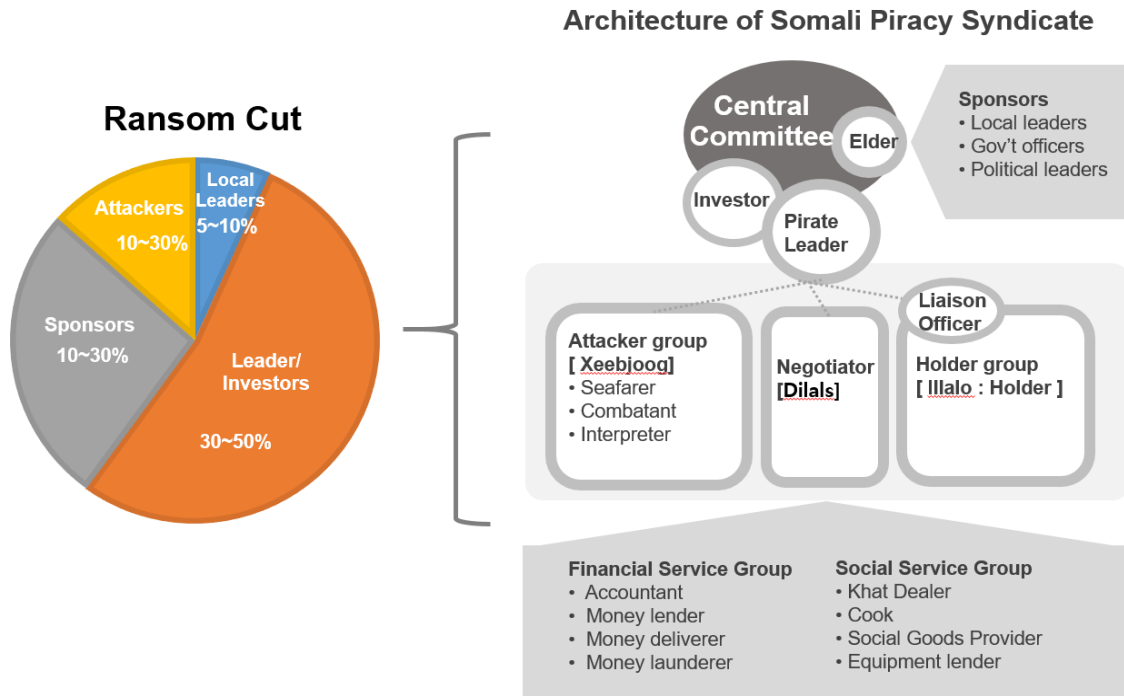 Architecture of Somali Piracy Syndicate
Ransom Cut
Local
Leaders
5~10%
Attackers
10~30%
Sponsors
10~30%
Leader/
Investors
30~50%
Central
Committee
Elder
Investor
Pirate
Leader
Sponsors
• Local leaders
• Gov't officers
• Political leaders
Attacker group
[ Xeebjoog]
• Seafarer
• Combatant
• Interpreter
Negotiator
[Dilals]
Liaison
Officer
Holder group
[ Illalo : Holder ]
Financial Service Group
• Accountant
• Money lender
• Money deliverer
• Money launderer
Social Service Group
• Khat Dealer
• Cook
• Social Goods Provider
• Equipment lender